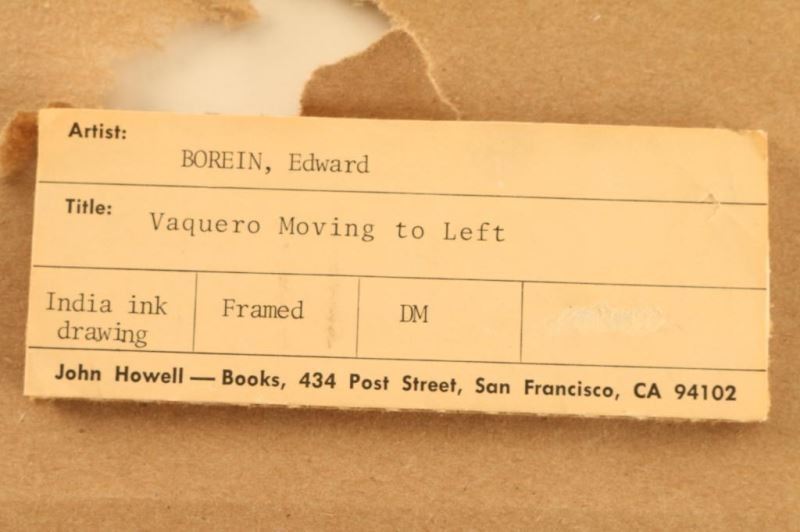 Artist:
BOREIN, Edward
Title:
Vaquero Moving to Left
India ink
drawing
Framed
DM
John Howell — Books, 434 Post Street, San Francisco, CA 94102